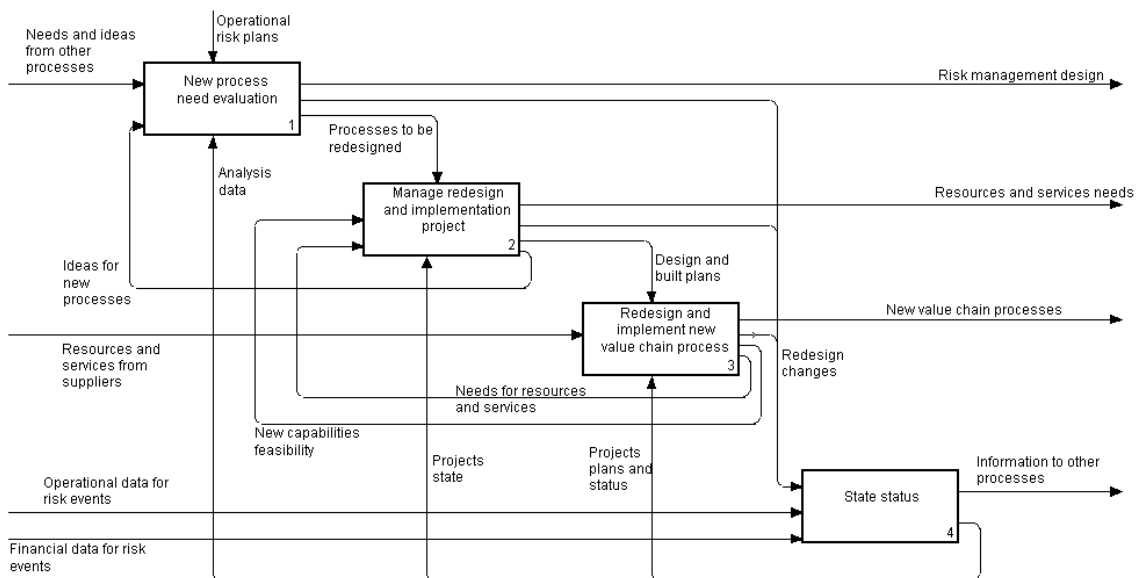 Operational
risk plans
Needs and ideas
from other
processes
New process
need evaluation
1
Risk management design
Processes to be
redesigned
Analysis
data
Manage redesign
and implementation
project
2
Resources and services needs
Ideas for
new
processes
Design and
built plans
Redesign and
implement new
value chain process
3
New value chain processes
Resources and
services from
suppliers
Redesign
changes
Needs for resources
and services
New capabilities
feasibility
Projects
state
Projects
plans and
status
Information to other
processes
State status
4
Operational data for
risk events
Financial data for risk
events